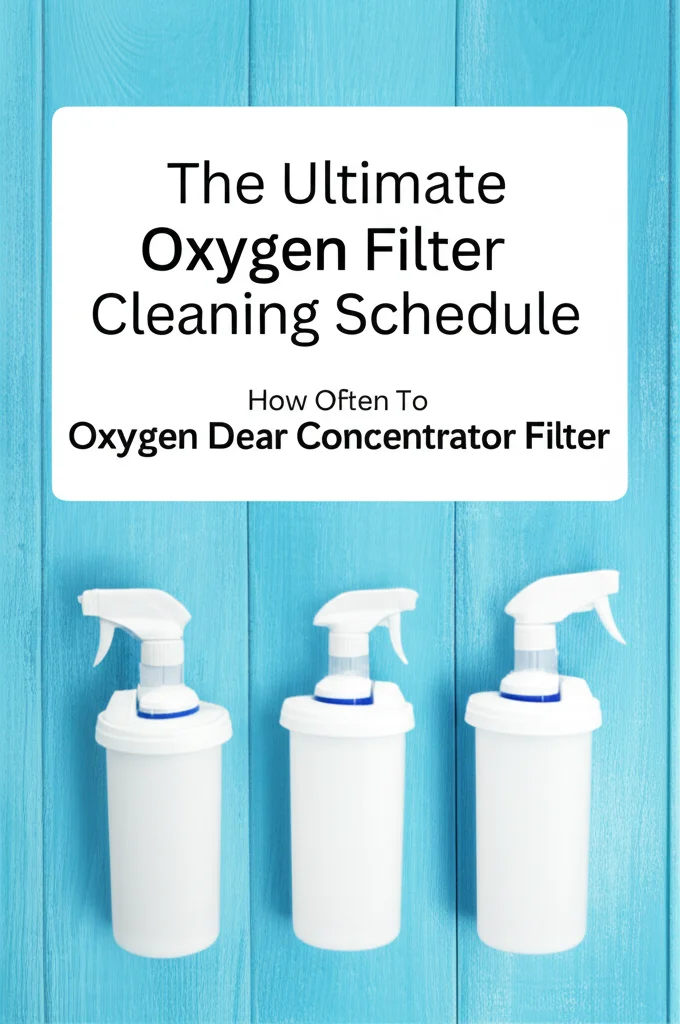 The Ultimate
Oxygen Filter
Cleaning Schedule
How Often To
Oxygen Dear Concentrator Filter